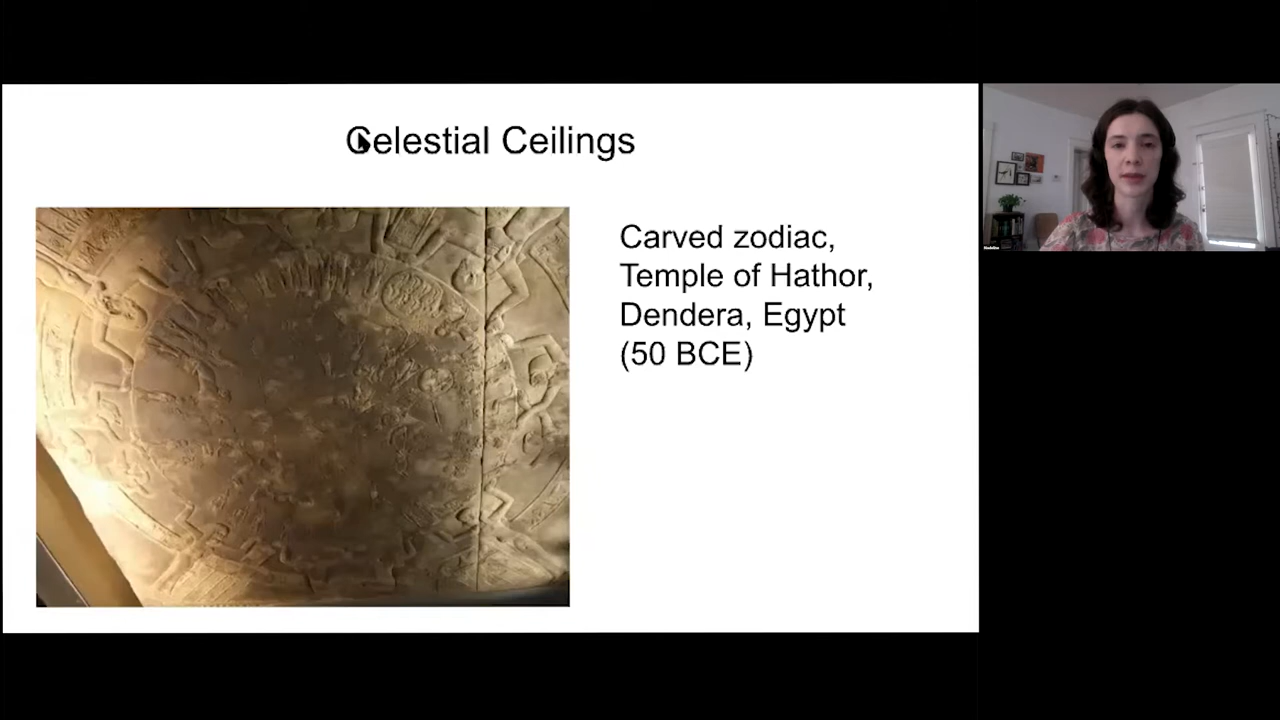 Celestial Ceilings
Carved zodiac,
Temple of Hathor,
Dendera, Egypt
(50 BCE)